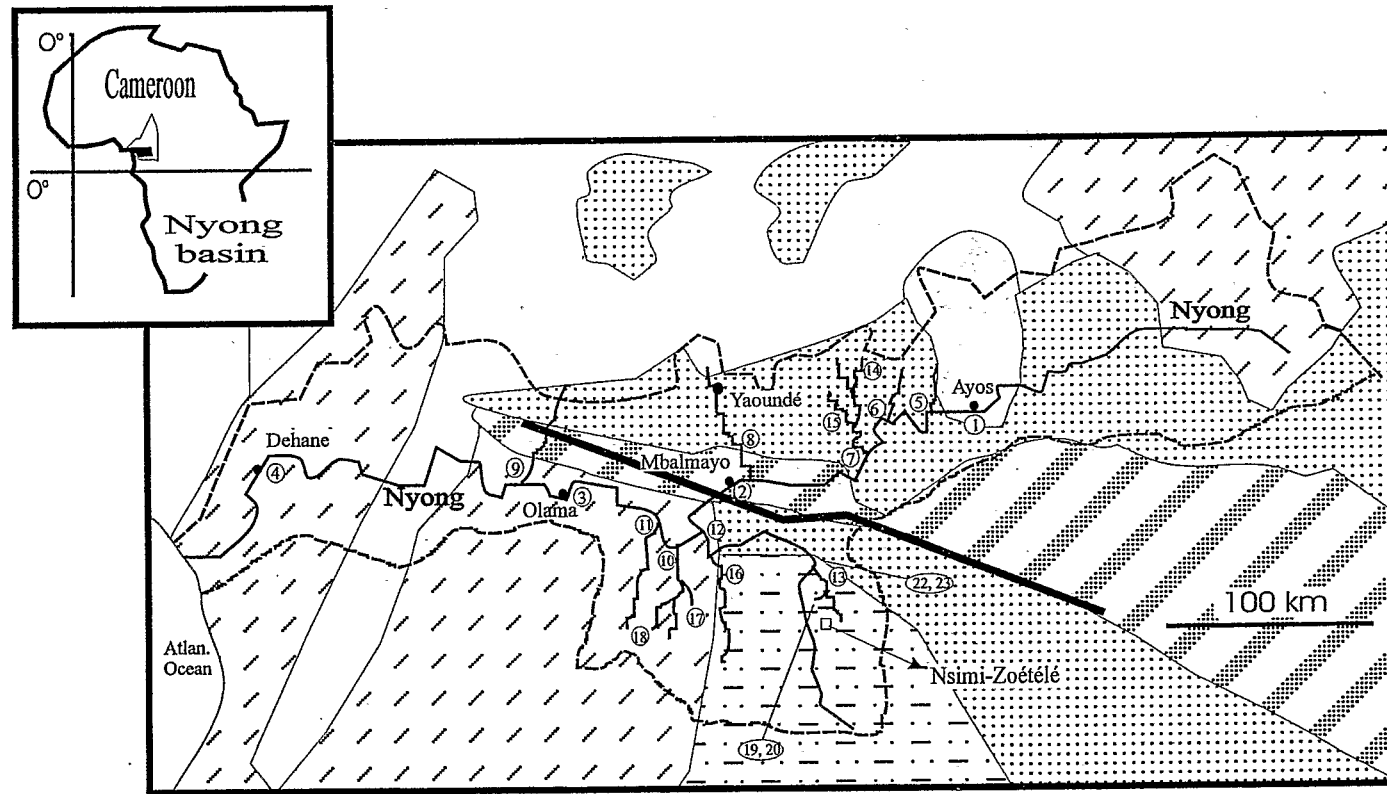 O°
Cameroon
O°
Nyong
basin
Nyong
⑭
Ayos
Yaoundé
⑥
⑤
⑮
①
⑧
Dehane
Mbalmayo
⑦
⑨
④
②
Nyong
③
Olama
⑪
⑫
⑩
⑯
⑬
22, 23
100 km
⑰
⑱
Atlan.
Ocean
Nsimi-Zoétélé
19, 20